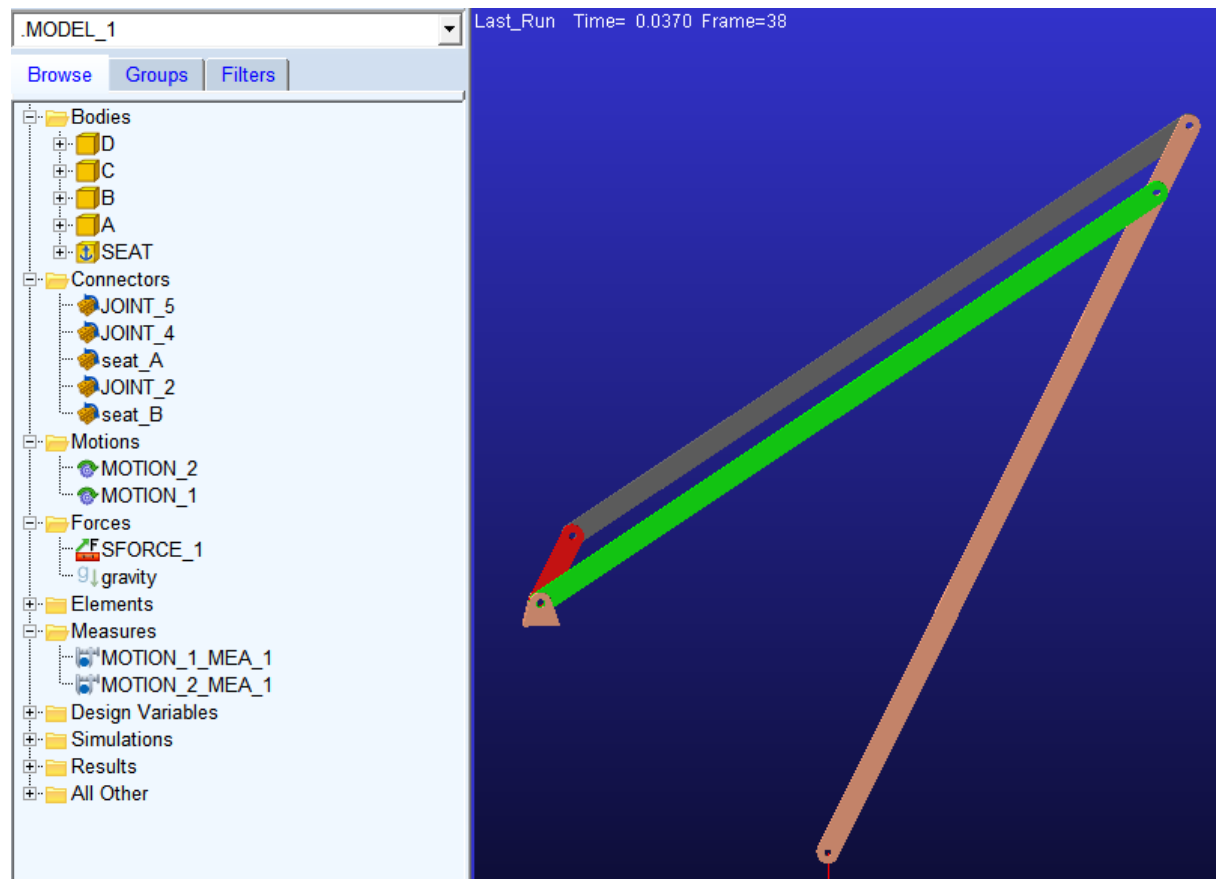 .MODEL_1
Last_Run Time= 0.0370 Frame=38
Browse Groups Filters
Bodies
D
C
B
A
SEAT
Connectors
JOINT_5
JOINT_4
seat_A
JOINT_2
seat_B
Motions
MOTION_2
MOTION_1
Forces
F SFORCE_1
g gravity
Elements
Measures
MOTION_1_MEA_1
MOTION_2_MEA_1
Design Variables
Simulations
Results
All Other